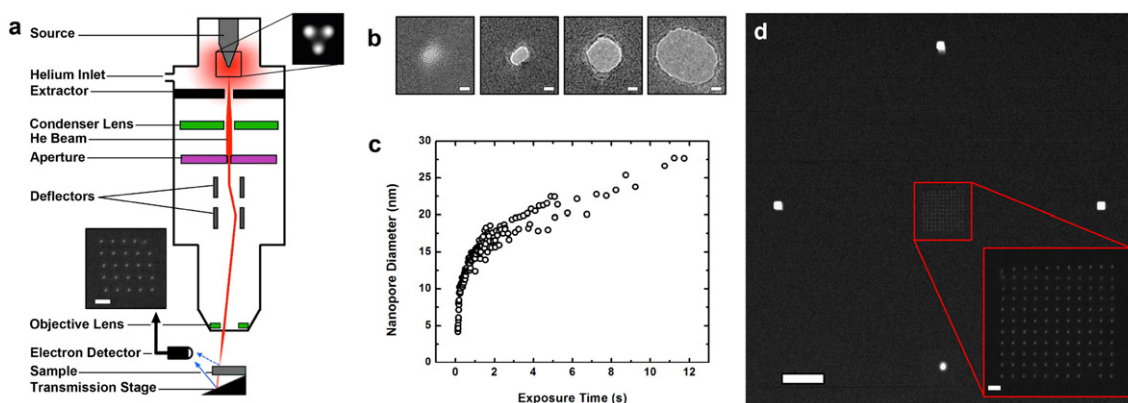 a
Source
Helium Inlet
Extractor
Condenser Lens
He Beam
Aperture
Deflectors
Objective Lens
Electron Detector
Sample
Transmission Stage
b
c
Nanopore Diameter (nm)
30
25
20
15
10
5
0
0 2 4 6 8 10 12
Exposure Time (s)
d